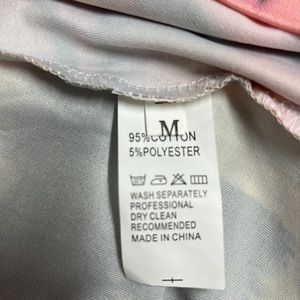 M
95%COTTON
5%POLYESTER
WASH SEPARATELY
PROFESSIONAL
DRY CLEAN
RECOMMENDED
MADE IN CHINA